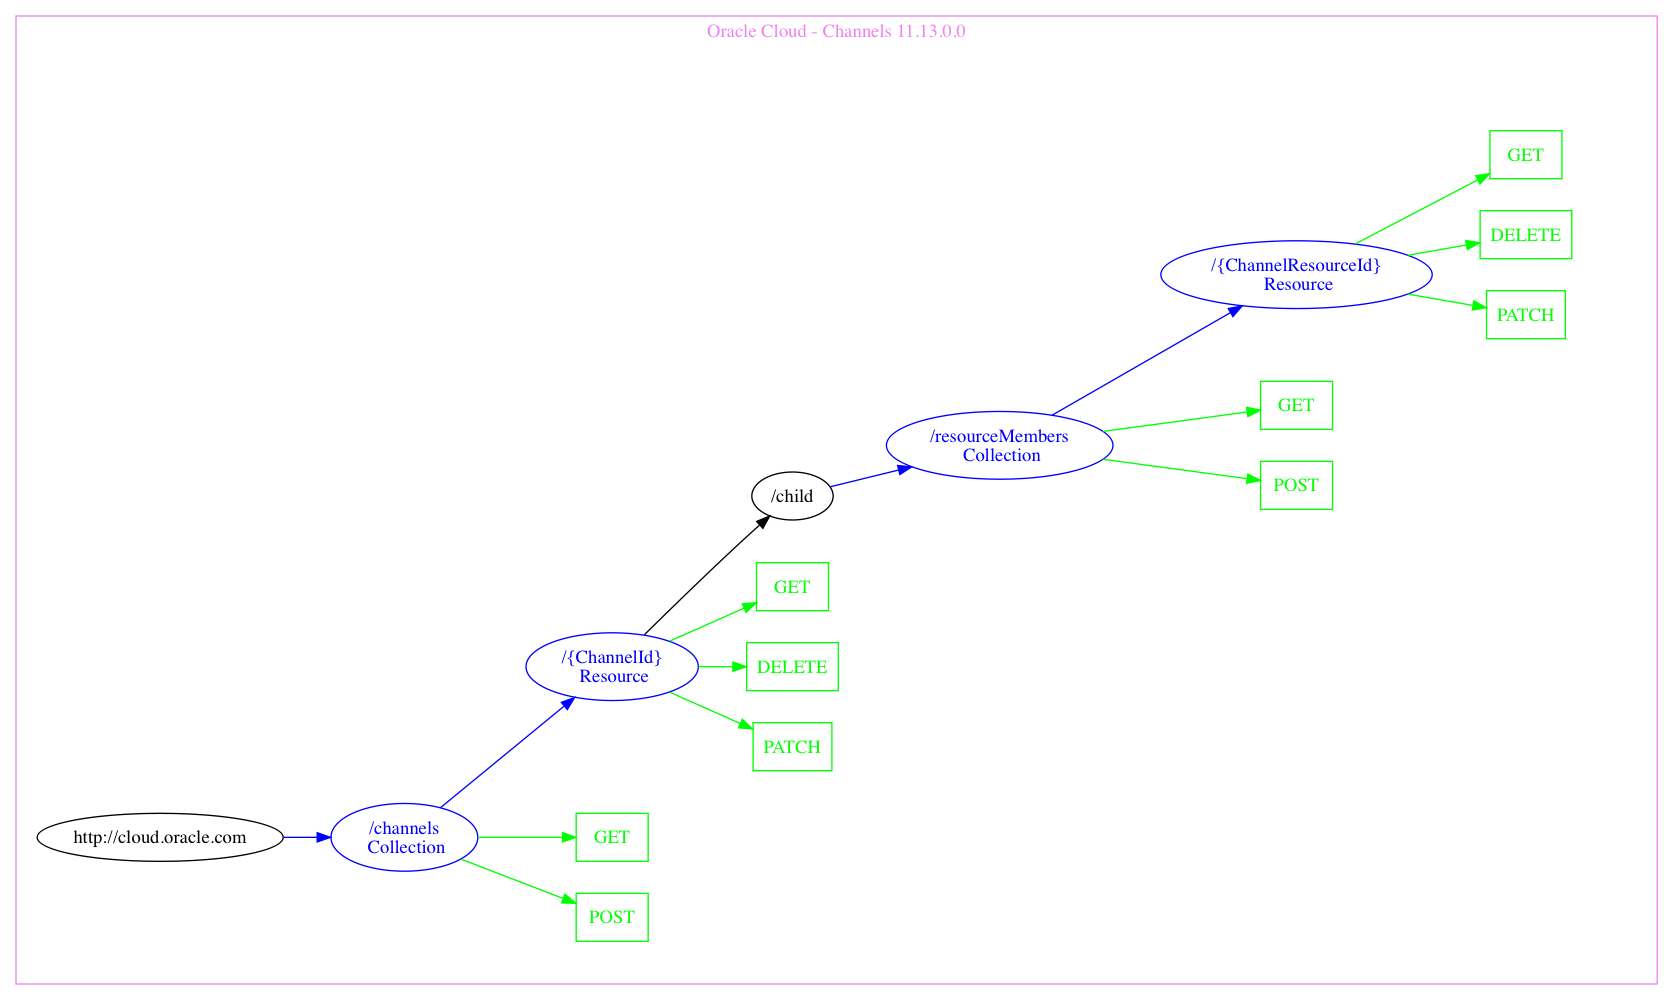 Oracle Cloud - Channels 11.13.0.0
GET
DELETE
/{ChannelResourceId}
Resource
PATCH
GET
/resourceMembers
Collection
POST
/child
GET
/{ChannelId}
Resource
DELETE
PATCH
http://cloud.oracle.com
/channels
Collection
GET
POST